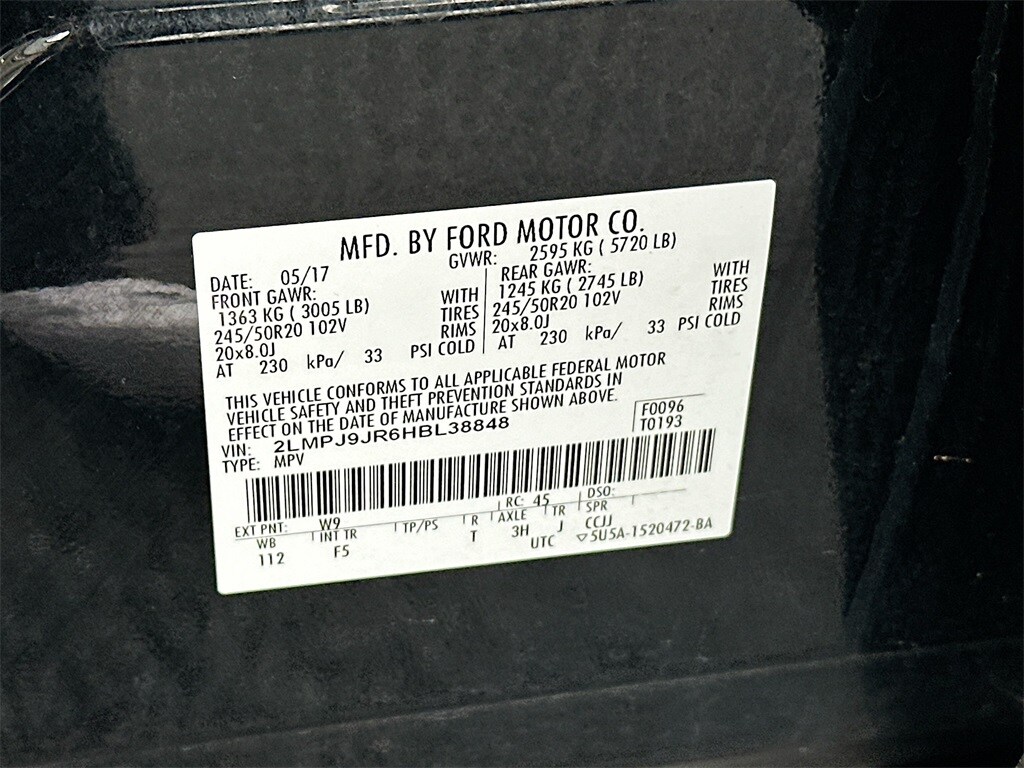 MFD. BY FORD MOTOR CO.
DATE: 05/17 GVWR: 2595 KG ( 5720 LB)
FRONT GAWR: REAR GAWR:
1363 KG ( 3005 LB) WITH 1245 KG ( 2745 LB) WITH
245/50R20 102V TIRES 245/50R20 102V TIRES
20x8.0J RIMS 20x8.0J RIMS
AT 230 kPa/ 33 PSI COLD AT 230 kPa/ 33 PSI COLD
THIS VEHICLE CONFORMS TO ALL APPLICABLE FEDERAL MOTOR
VEHICLE SAFETY AND THEFT PREVENTION STANDARDS IN
EFFECT ON THE DATE OF MANUFACTURE SHOWN ABOVE.
F0096
VIN: 2LMPJ9JR6HBL38848 T0193
TYPE: MPV
EXT PNT: W9 RC: 45 DSO:
WB INT TR TP/PS R AXLE TR SPR
112 F5 T 3H J CCJJ
UTC ▽5U5A-1520472-BA